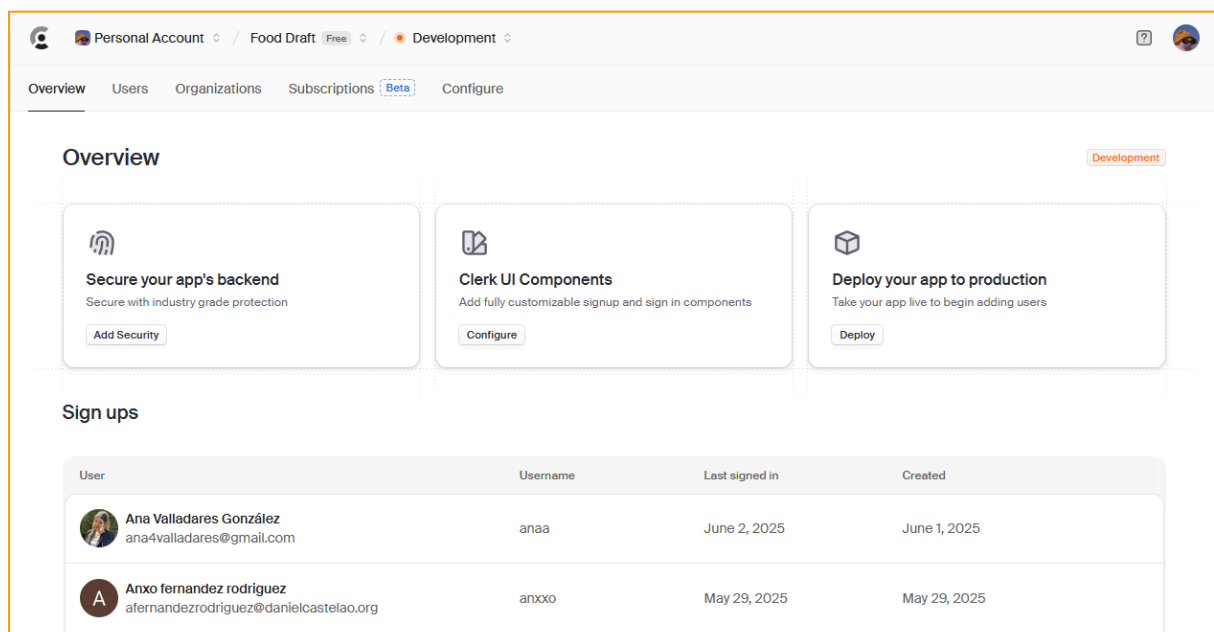 Personal Account / Food Draft Free / Development
Overview Users Organizations Subscriptions Beta Configure
Overview
Development
Secure your app's backend
Secure with industry grade protection
Add Security
Clerk UI Components
Add fully customizable signup and sign in components
Configure
Deploy your app to production
Take your app live to begin adding users
Deploy
Sign ups
User Username Last signed in Created
Ana Valladares González
ana4valladares@gmail.com
anaa June 2, 2025 June 1, 2025
A
Anxo fernandez rodriguez
afernandezrodriguez@danielcastelao.org
anxxo May 29, 2025 May 29, 2025